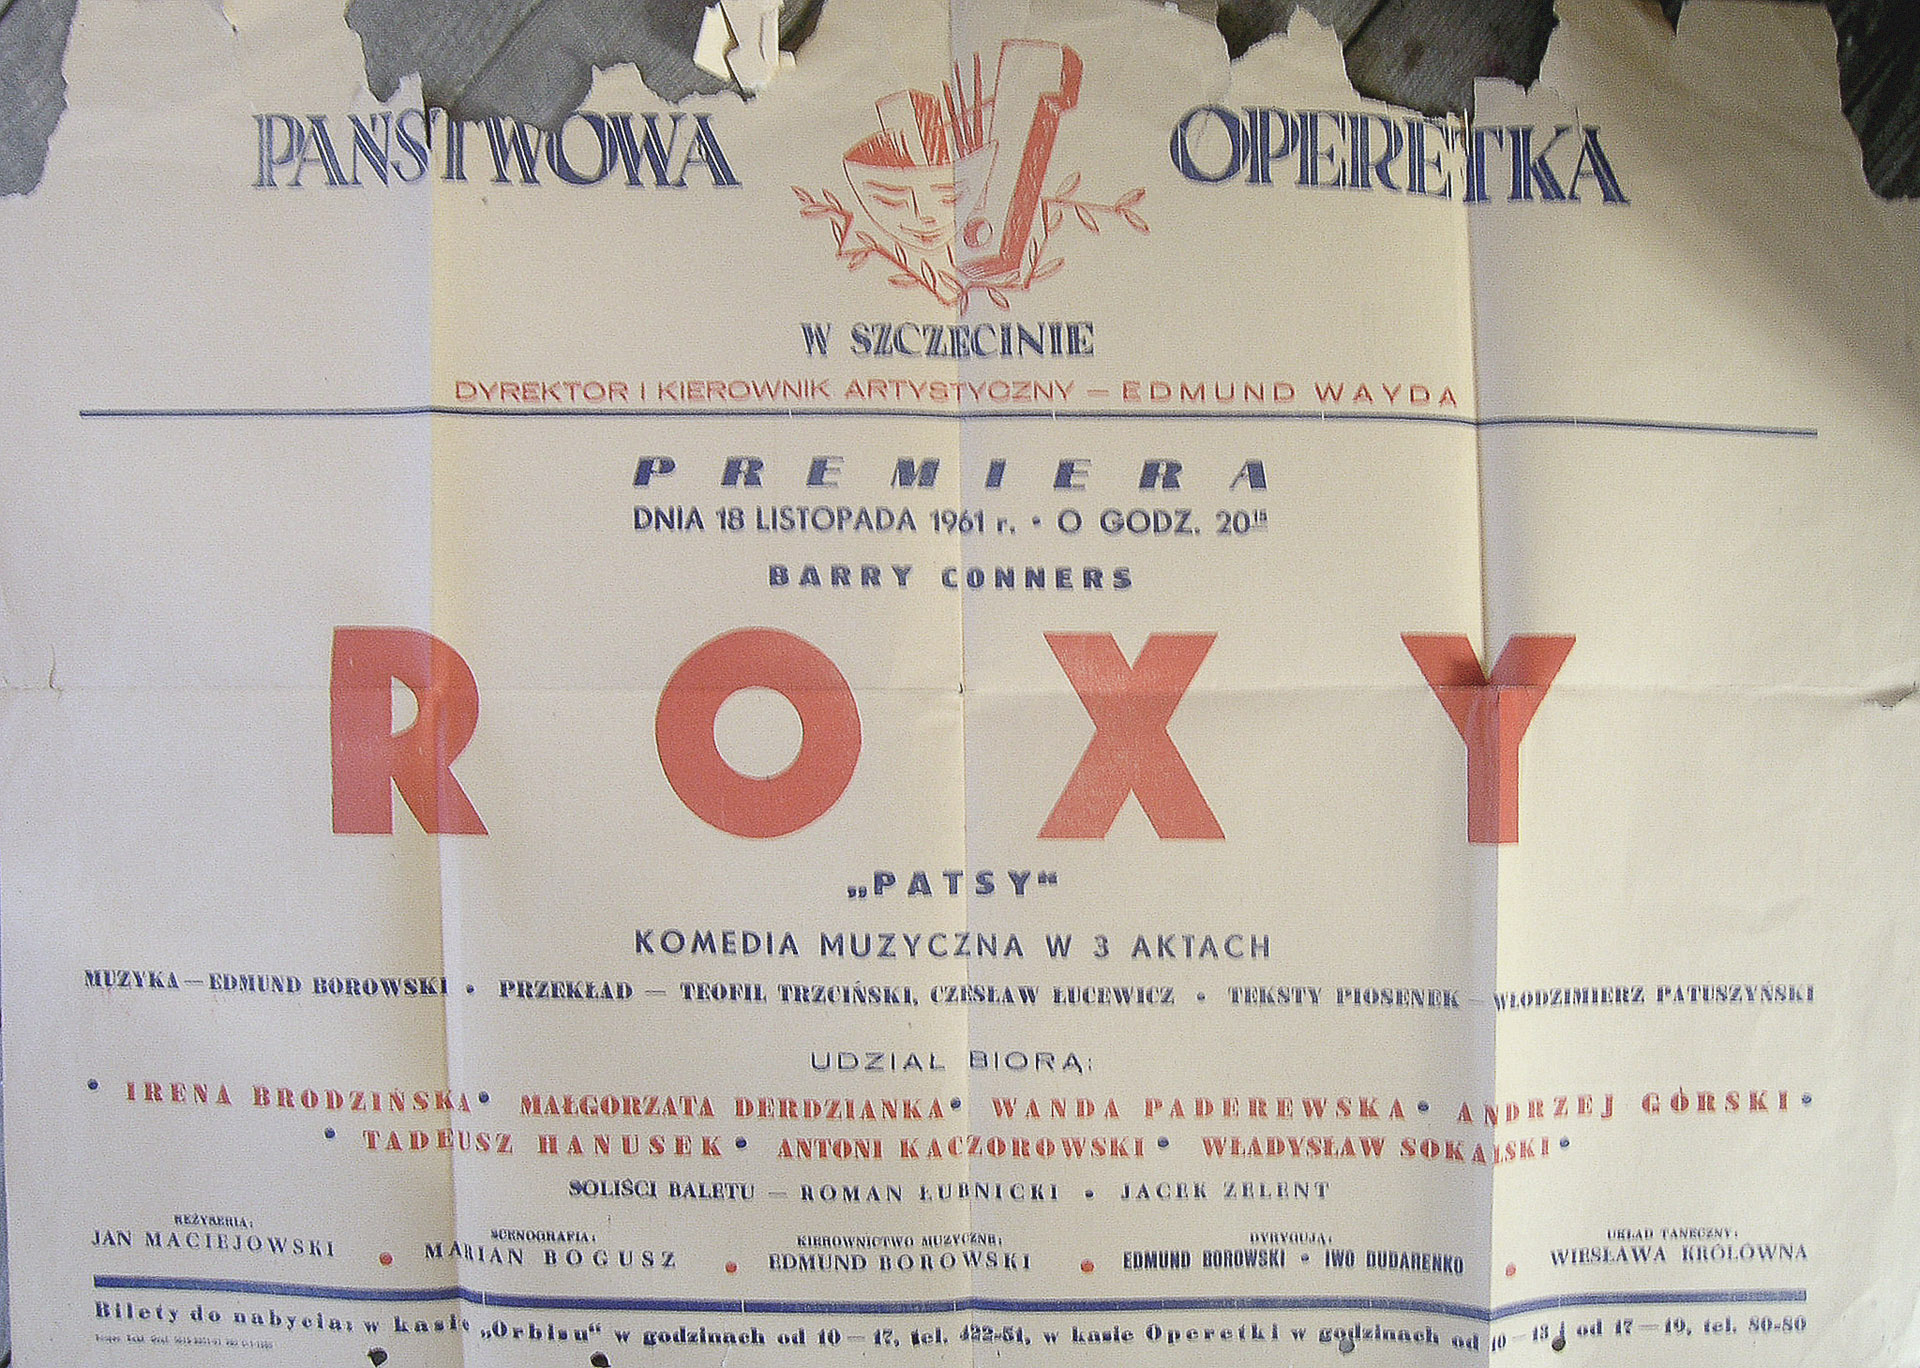 PAŃSTWOWA OPERETKA
W SZCZECINIE
DYREKTOR I KIEROWNIK ARTYSTYCZNY — EDMUND WAYDA
PREMIERA
DNIA 18 LISTOPADA 1961 r. • O GODZ. 20¹⁵
BARRY CONNERS
ROXY
„PATSY“
KOMEDIA MUZYCZNA W 3 AKTACH
MUZYKA — EDMUND BOROWSKI • PRZEKŁAD — TEOFIL TRZCIŃSKI, CZESŁAW ŁUCEWICZ • TEKSTY PIOSENEK — WŁODZIMIERZ PATUSZYŃSKI
UDZIAŁ BIORĄ:
• IRENA BRODZIŃSKA • MAŁGORZATA DERDZIANKA • WANDA PADEREWSKA • ANDRZEJ GÓRSKI •
• TADEUSZ HANUSEK • ANTONI KACZOROWSKI • WŁADYSŁAW SOKALSKI •
SOLIŚCI BALETU — ROMAN ŁUBNICKI • JACEK ZELENT
REŻYSERIA:
JAN MACIEJOWSKI •
SCENOGRAFIA:
MARIAN BOGUSZ •
KIEROWNICTWO MUZYCZNE:
EDMUND BOROWSKI •
DYRYGUJĄ:
EDMUND BOROWSKI • IWO DUDARENKO •
UKŁAD TANECZNY:
WIESŁAWA KRÓLÓWNA
Bilety do nabycia: w kasie „Orbisu“ w godzinach od 10—17, tel. 422-51, w kasie Operetki w godzinach od 10—13 i od 17—19, tel. 80-80